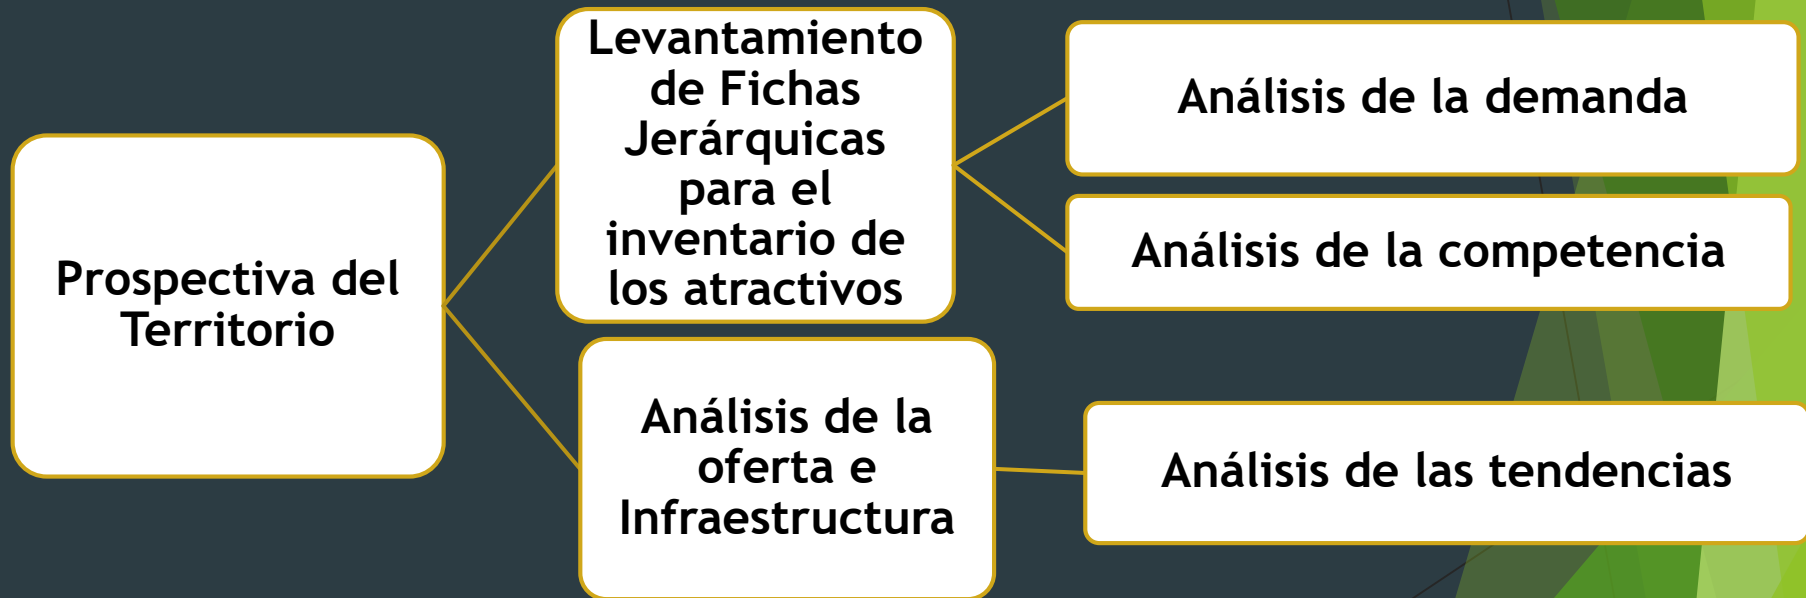 Prospectiva del
Territorio
Levantamiento
de Fichas
Jerárquicas
para el
inventario de
los atractivos
Análisis de la
oferta e
Infraestructura
Análisis de la demanda
Análisis de la competencia
Análisis de las tendencias